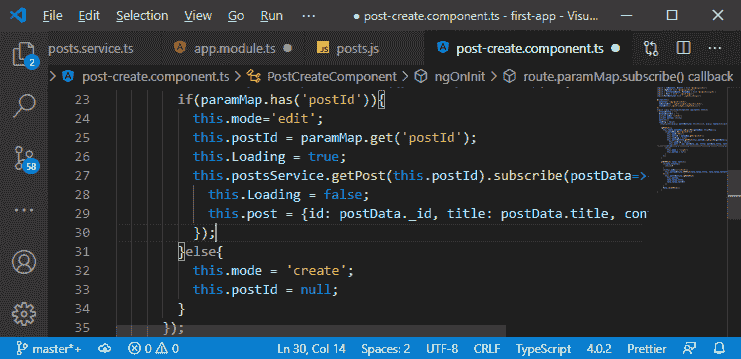 File Edit Selection View Go Run ··· ● post-create.component.ts - first-app - Visu...
posts.service.ts app.module.ts ● JS posts.js post-create.component.ts ● ···
> post-create.component.ts > PostCreateComponent > ngOnInit > route.paramMap.subscribe() callback
23 if(paramMap.has('postId')){
24 this.mode='edit';
25 this.postId = paramMap.get('postId');
26 this.Loading = true;
27 this.postsService.getPost(this.postId).subscribe(postData=>
28 this.Loading = false;
29 this.post = {id: postData._id, title: postData.title, con
30 });
31 }else{
32 this.mode = 'create';
33 this.postId = null;
34 }
35 });
2
58
master*+ 0 0 Ln 30, Col 14 Spaces: 2 UTF-8 CRLF TypeScript 4.0.2 Prettier